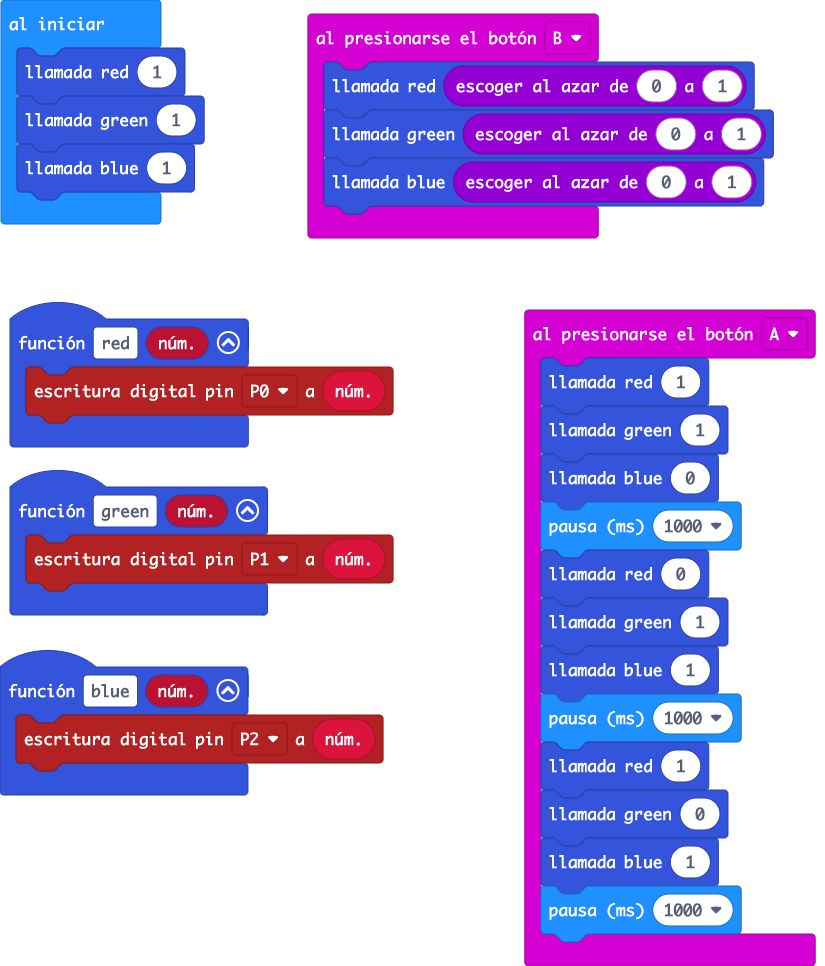 al iniciar
llamada red 1
llamada green 1
llamada blue 1
al presionarse el botón B
llamada red escoger al azar de 0 a 1
llamada green escoger al azar de 0 a 1
llamada blue escoger al azar de 0 a 1
función red núm.
escritura digital pin P0 a núm.
función green núm.
escritura digital pin P1 a núm.
función blue núm.
escritura digital pin P2 a núm.
al presionarse el botón A
llamada red 1
llamada green 1
llamada blue 0
pausa (ms) 1000
llamada red 0
llamada green 1
llamada blue 1
pausa (ms) 1000
llamada red 1
llamada green 0
llamada blue 1
pausa (ms) 1000